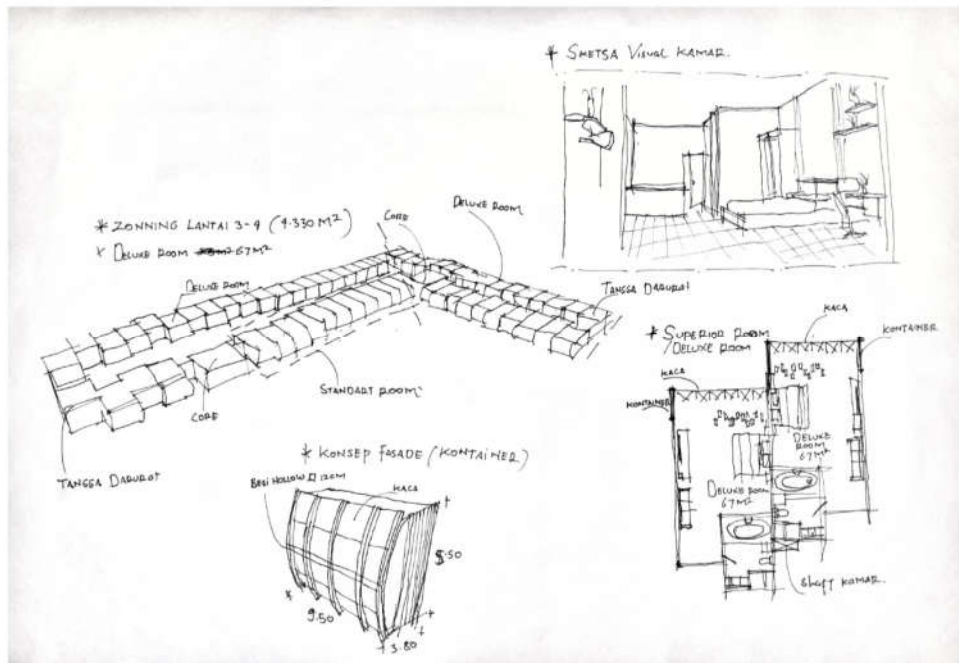 * SKETSA VISUAL KAMAR.
* ZONNING LANTAI 3-9 (9.330 M²)
x DELUXE ROOM 67 M²
CORE
DELUXE ROOM
DELUXE ROOM
TANGGA DARURAT
STANDART ROOM
CORE
TANGGA DARURAT
* SUPERIOR ROOM
/DELUXE ROOM
KACA
KONTAINER
KACA
KONTAINER
DELUXE ROOM
67 M²
DELUXE ROOM
67 M²
SHAFT KAMAR.
* KONSEP FASADE (KONTAINER)
BESI HOLLOW 12CM
KACA
5.50
9.50
3.80